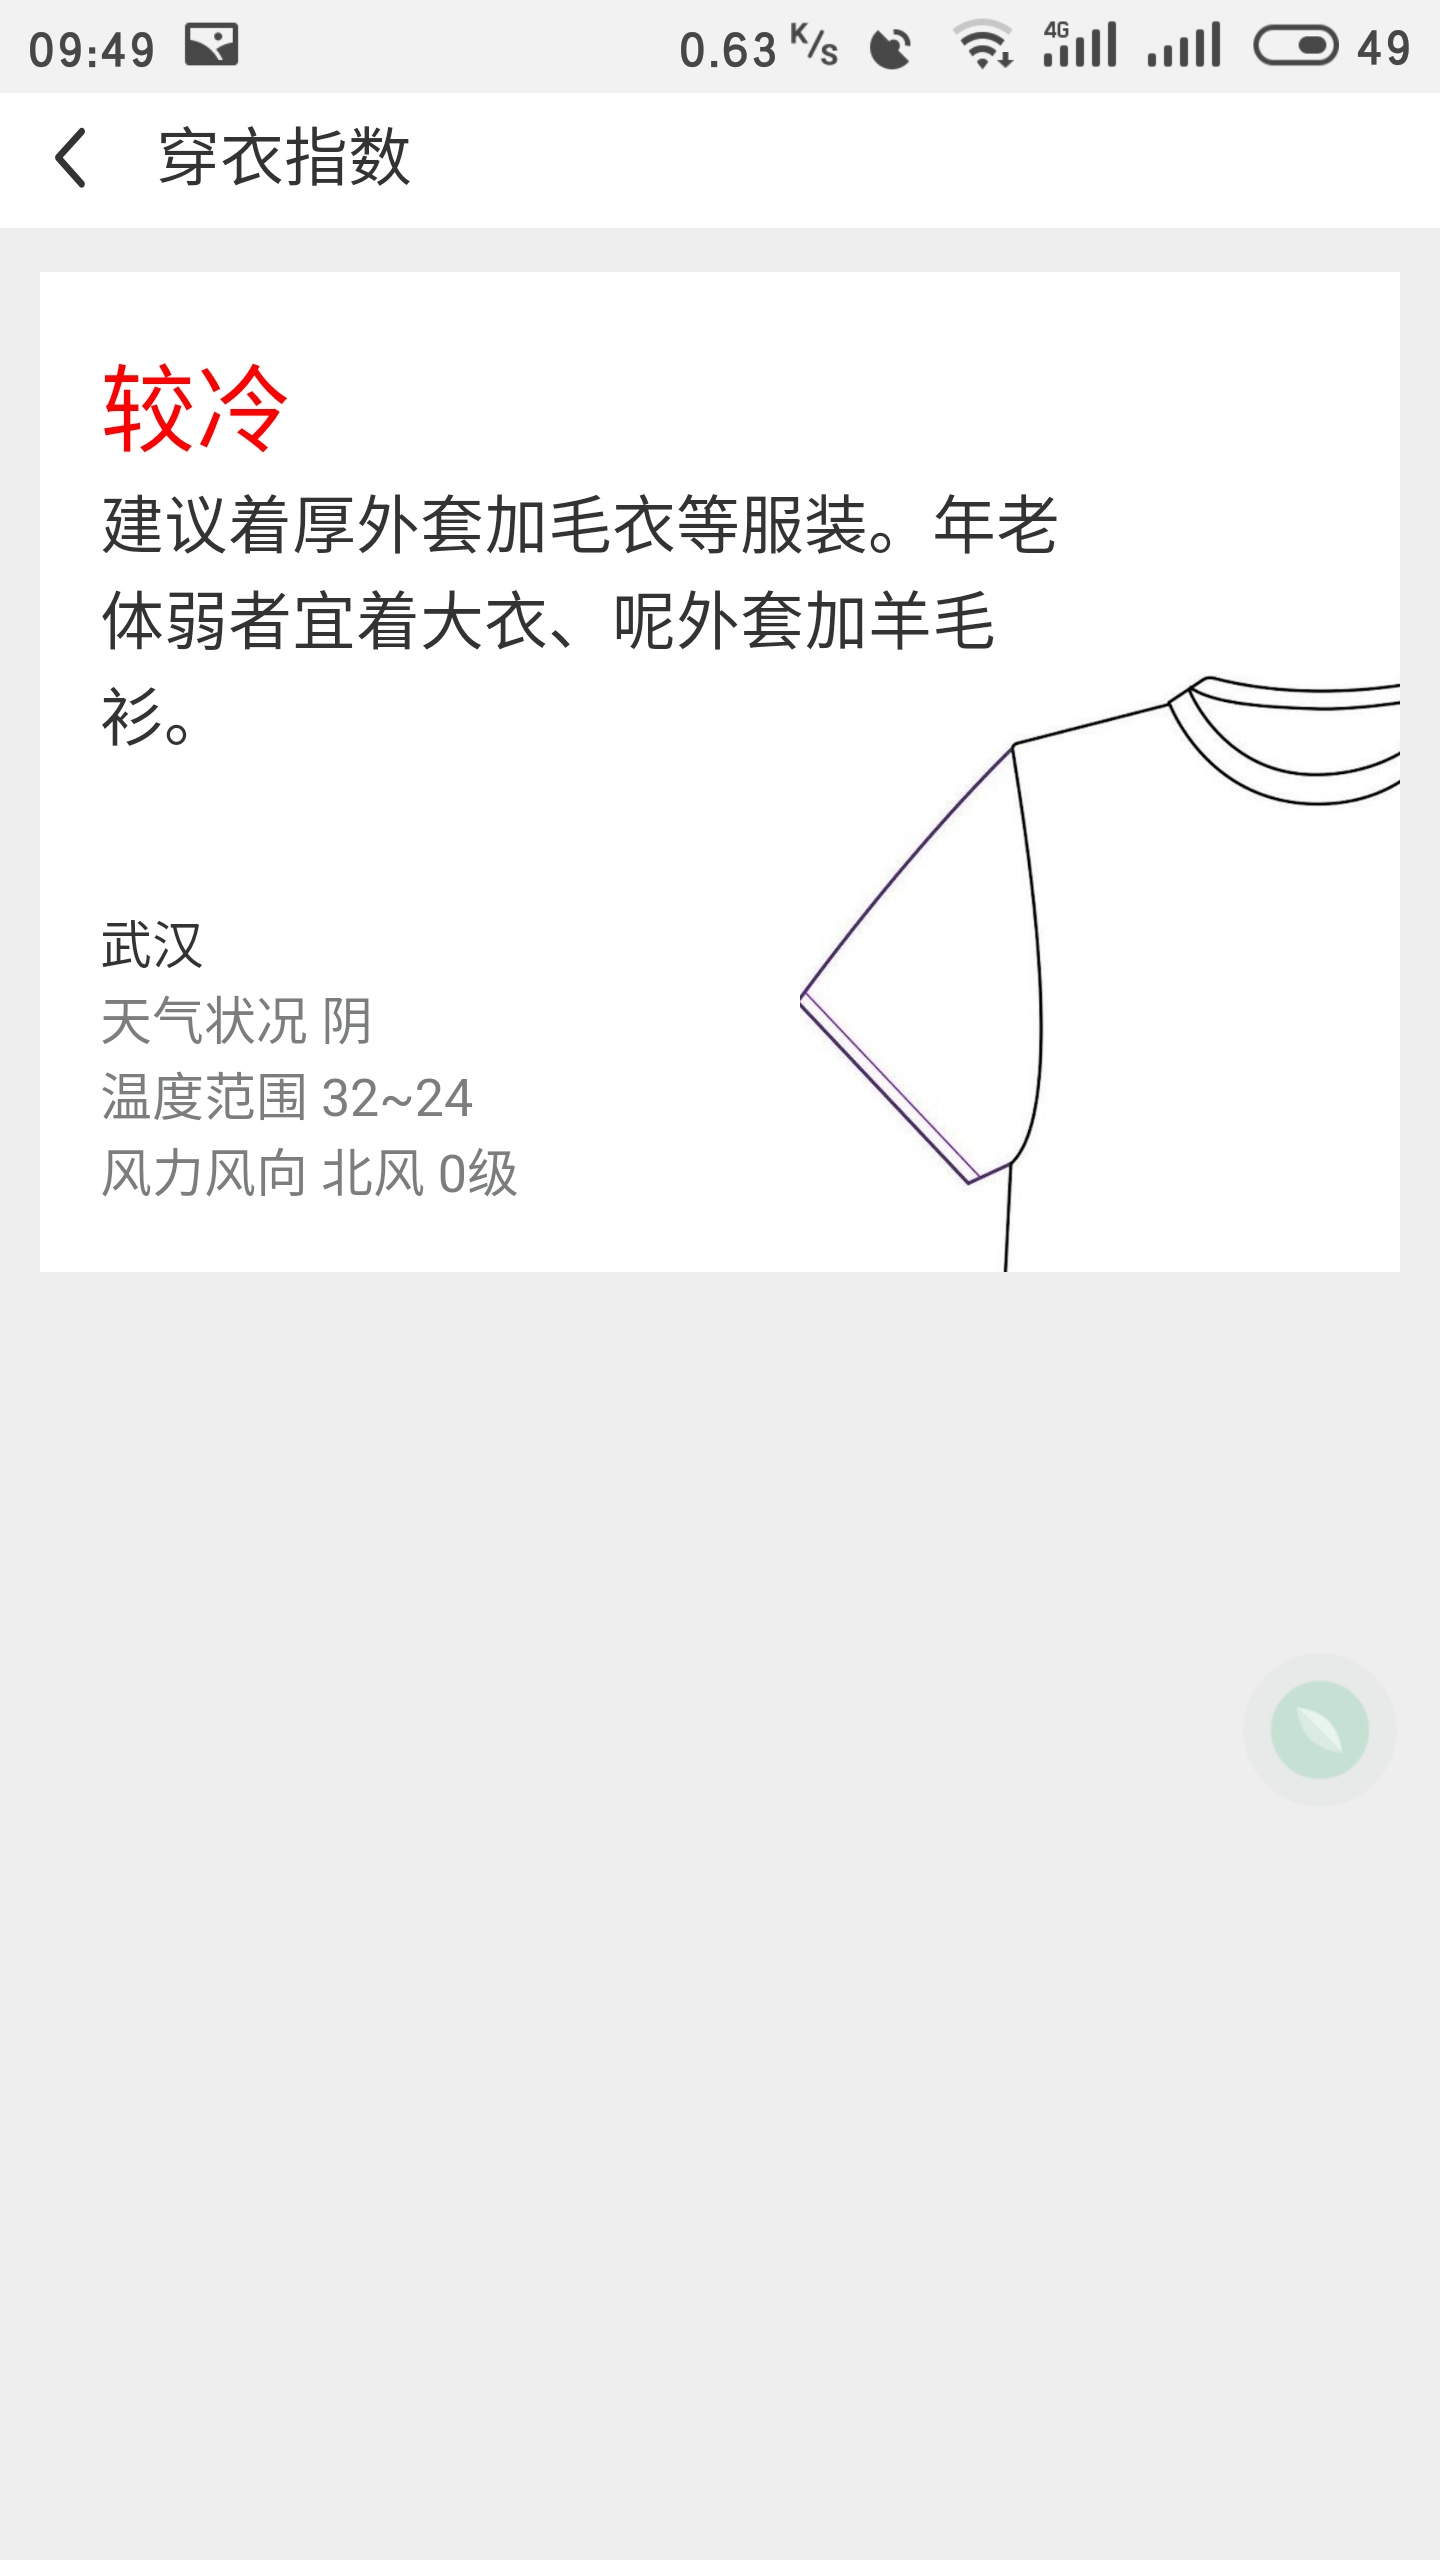 09:49
0.63 K/s
4G
49
穿衣指数
较冷
建议着厚外套加毛衣等服装。年老
体弱者宜着大衣、呢外套加羊毛
衫。
武汉
天气状况 阴
温度范围 32~24
风力风向 北风 0级